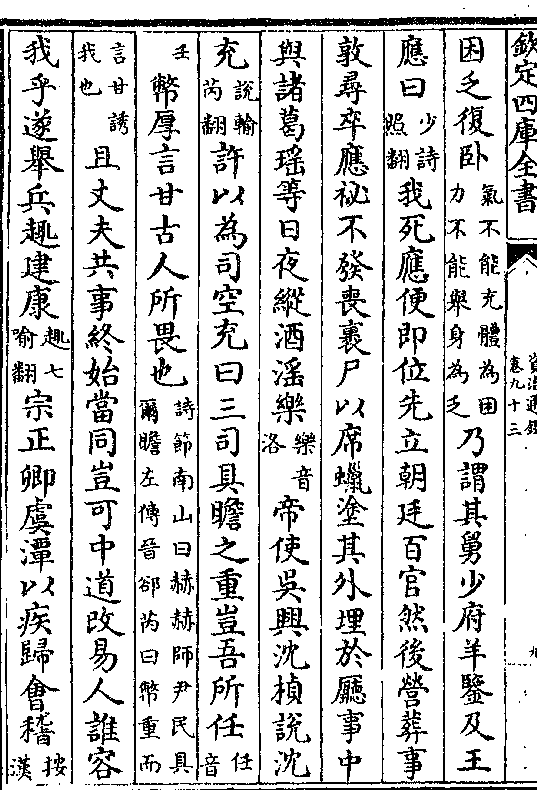 欽定四庫全書
資治通鑑
卷九十三
九
困乏復卧氣不能充體為困力不能舉身為乏乃謂其舅少府羊鑒及王
應曰少詩照翻我死應便即位先立朝廷百官然後營葬事
敦尋卒應祕不發喪裹尸以席蠟塗其外埋於廳事中
與諸葛瑶等日夜縱酒淫樂樂音洛帝使吳興沈楨說沈
充說輸芮翻許以為司空充曰三司具瞻之重豈吾所任任音
壬幣厚言甘古人所畏也詩節南山曰赫赫師尹民具爾瞻左傳晉郤芮曰幣重而
言甘誘我也且丈夫共事終始當同豈可中道改易人誰容
我乎遂舉兵趣建康趣七喻翻宗正卿虞潭以疾歸會稽按漢